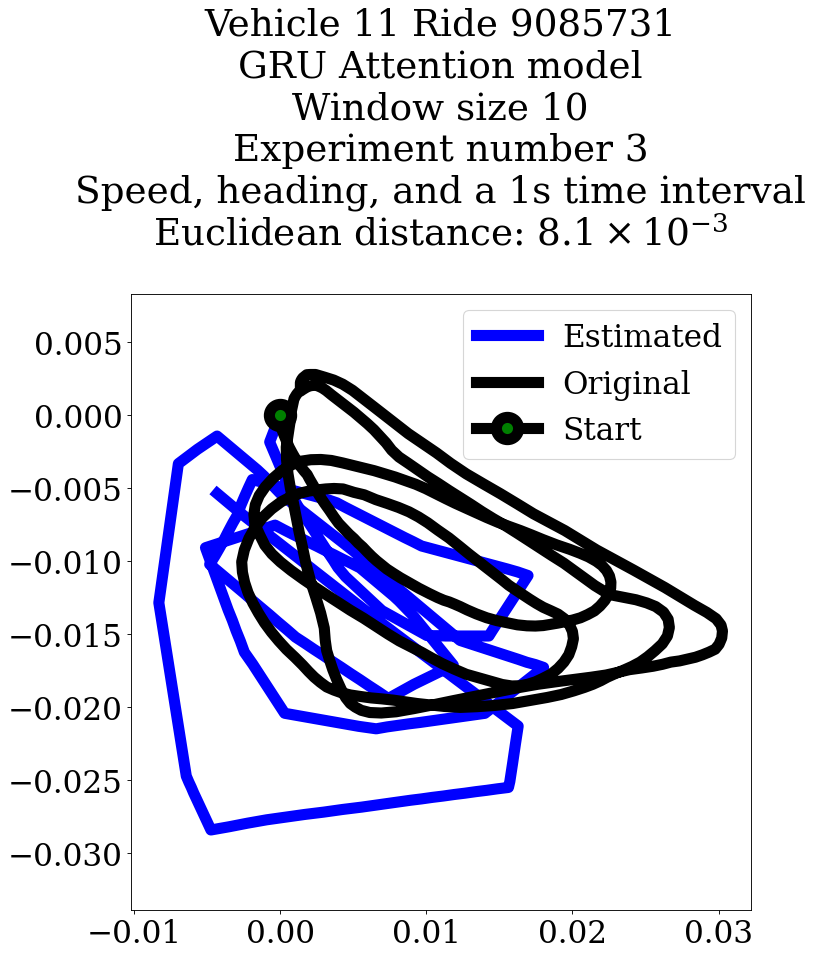 Vehicle 11 Ride 9085731
GRU Attention model
Window size 10
Experiment number 3
Speed, heading, and a 1s time interval
Euclidean distance: 8.1 × 10⁻³
Estimated
Original
Start
0.005
0.000
−0.005
−0.010
−0.015
−0.020
−0.025
−0.030
−0.01 0.00 0.01 0.02 0.03